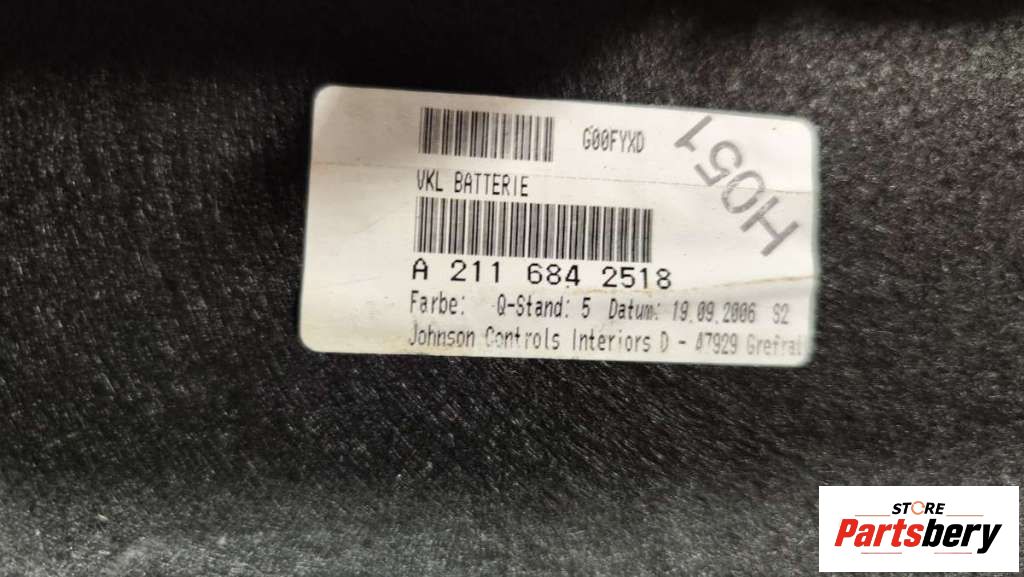 G00FYXD
H051
VKL BATTERIE
A 211 684 2518
Farbe: Q-Stand: 5 Datum: 19.09.2006 S2
Johnson Controls Interiors D - 47929
STORE
Partsbery